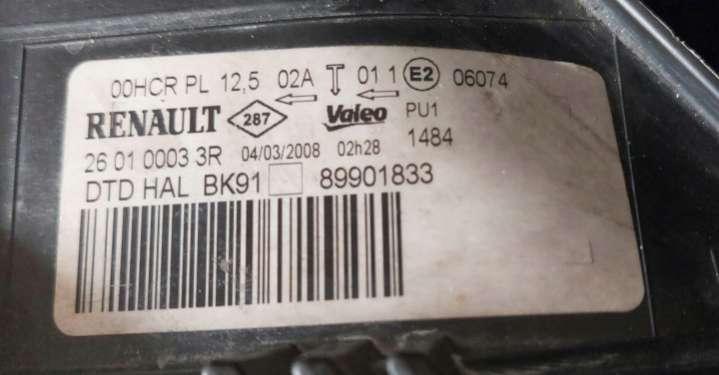 00HCR PL 12,5 02A T 01 1 E2 06074
RENAULT 287 Valeo PU1
26 01 0003 3R 04/03/2008 02h28 1484
DTD HAL BK91 89901833